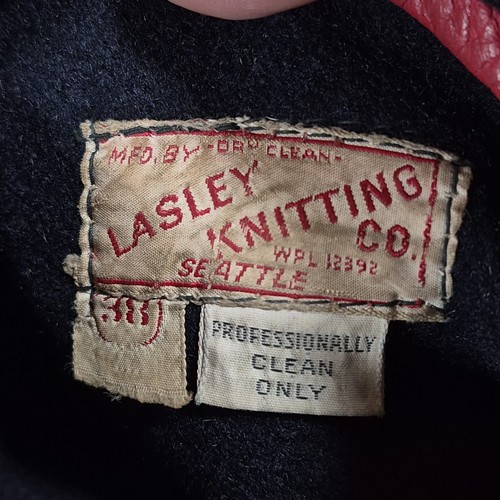 MFD. BY -DRY CLEAN-
LASLEY
KNITTING
CO.
WPL 12392
SEATTLE
38
PROFESSIONALLY
CLEAN
ONLY